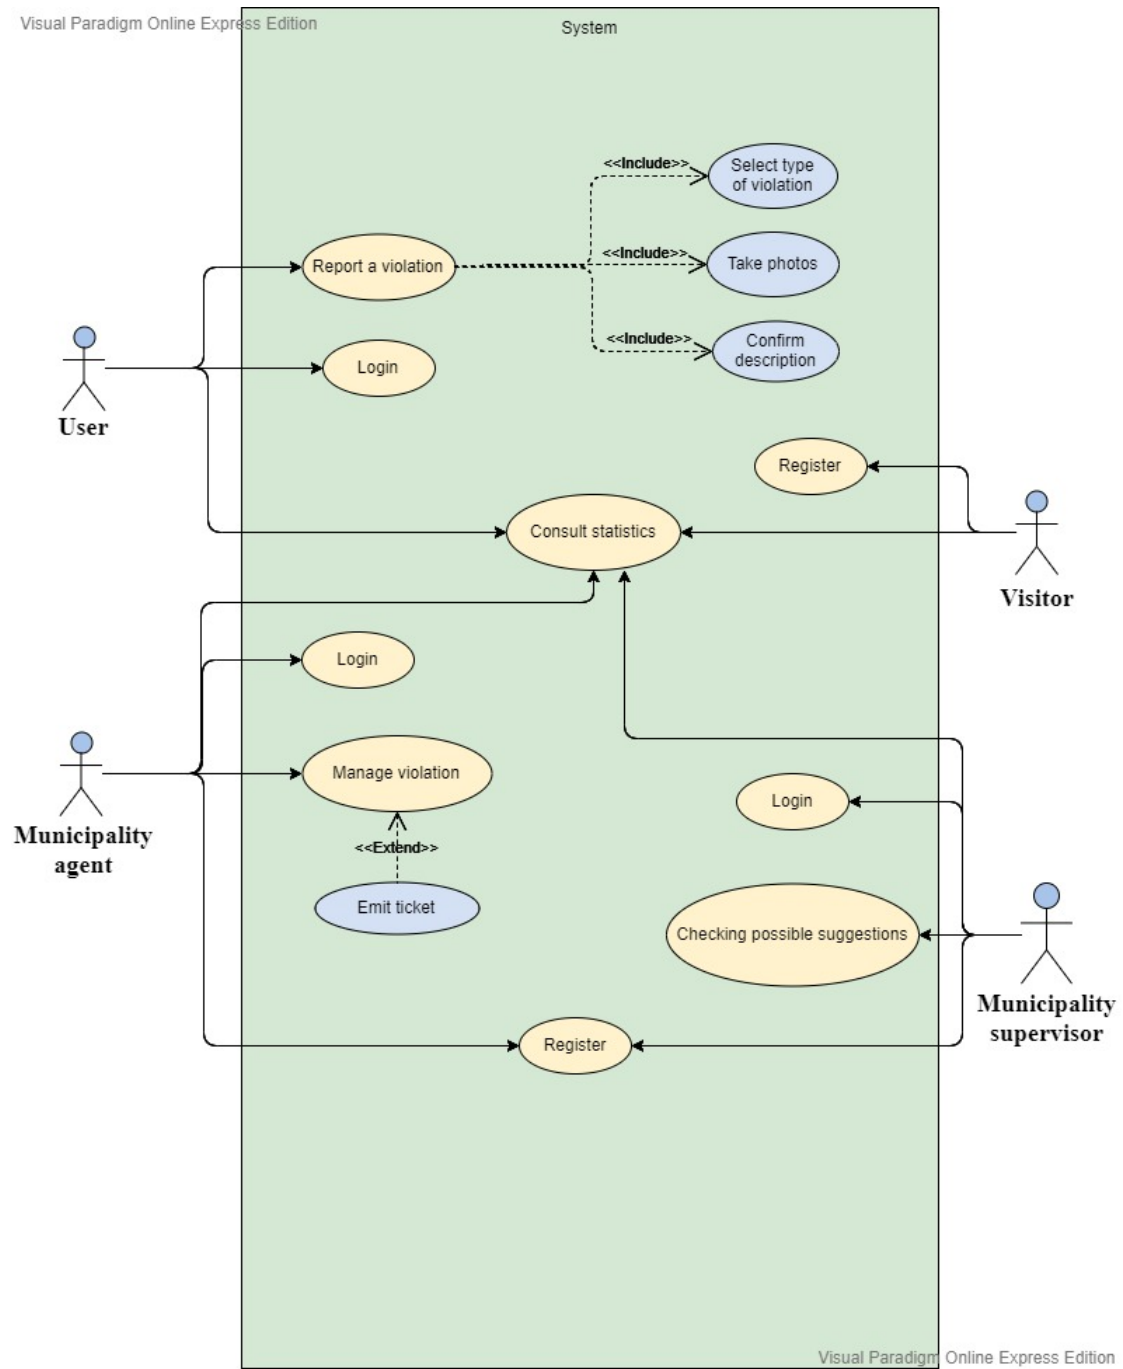 Visual Paradigm Online Express Edition
System
<<Include>>
Select type
of violation
<<Include>>
Take photos
Report a violation
<<Include>>
Confirm
description
Login
User
Register
Consult statistics
Visitor
Login
Manage violation
Municipality
agent
<<Extend>>
Login
Emit ticket
Checking possible suggestions
Municipality
supervisor
Register
Visual Paradigm Online Express Edition